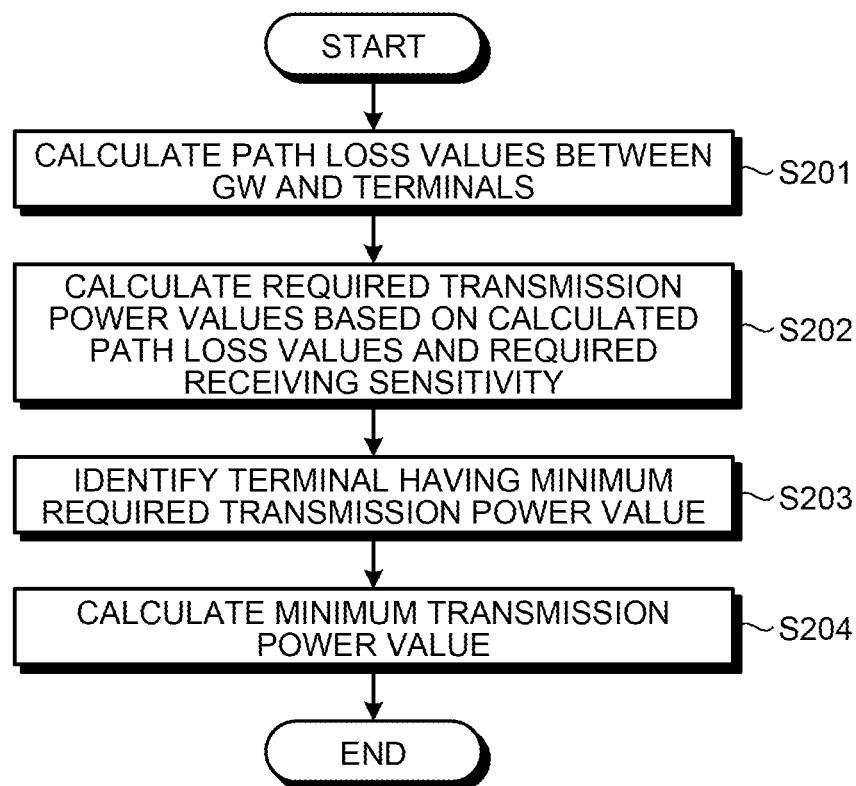 START
CALCULATE PATH LOSS VALUES BETWEEN
GW AND TERMINALS
S201
CALCULATE REQUIRED TRANSMISSION
POWER VALUES BASED ON CALCULATED
PATH LOSS VALUES AND REQUIRED
RECEIVING SENSITIVITY
S202
IDENTIFY TERMINAL HAVING MINIMUM
REQUIRED TRANSMISSION POWER VALUE
S203
CALCULATE MINIMUM TRANSMISSION
POWER VALUE
S204
END